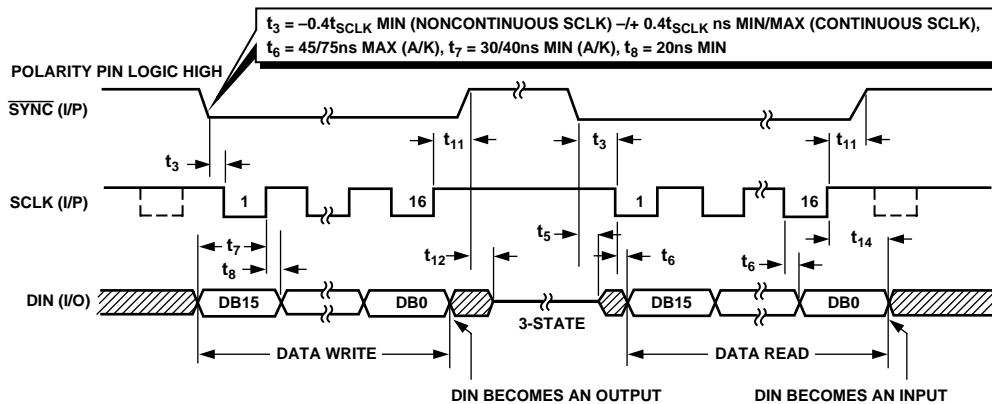 t3 = –0.4tSCLK MIN (NONCONTINUOUS SCLK) –/+ 0.4tSCLK ns MIN/MAX (CONTINUOUS SCLK),
t6 = 45/75ns MAX (A/K), t7 = 30/40ns MIN (A/K), t8 = 20ns MIN
POLARITY PIN LOGIC HIGH
SYNC (I/P)
t11
t3
t11
t3
SCLK (I/P)
1
16
1
16
t7
t8
t12
t5
t6
t6
t14
DIN (I/O)
DB15
DB0
3-STATE
DB15
DB0
DATA WRITE
DATA READ
DIN BECOMES AN OUTPUT
DIN BECOMES AN INPUT